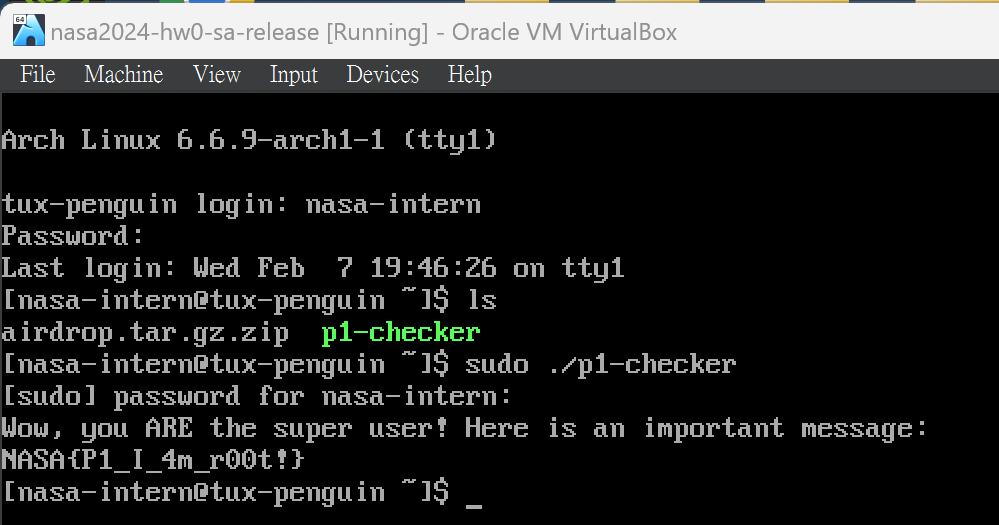 64
nasa2024-hw0-sa-release [Running] - Oracle VM VirtualBox
File Machine View Input Devices Help
Arch Linux 6.6.9-arch1-1 (tty1)
tux-penguin login: nasa-intern
Password:
Last login: Wed Feb  7 19:46:26 on tty1
[nasa-intern@tux-penguin ~]$ ls
airdrop.tar.gz.zip  p1-checker
[nasa-intern@tux-penguin ~]$ sudo ./p1-checker
[sudo] password for nasa-intern:
Wow, you ARE the super user! Here is an important message:
NASA{P1_I_4m_r00t!}
[nasa-intern@tux-penguin ~]$ _